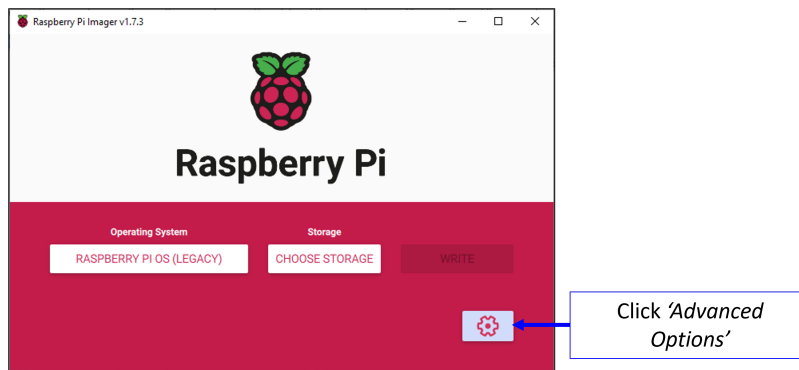 Raspberry Pi Imager v1.7.3
Raspberry Pi
Operating System
Storage
RASPBERRY PI OS (LEGACY)
CHOOSE STORAGE
WRITE
Click ‘Advanced
Options’